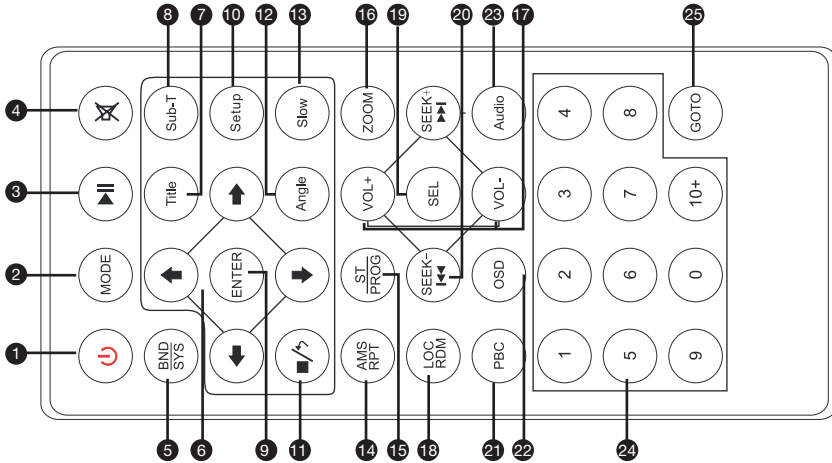 8
7
10
12
13
16
19
20
23
17
25
4
Sub-T
Setup
Slow
ZOOM
SEEK+
Audio
4
8
GOTO
3
Title
Angle
VOL+
SEL
VOL-
3
7
10+
2
MODE
ENTER
ST
PROG
SEEK-
OSD
2
6
0
1
BND
SYS
AMS
RPT
LOC
RDM
PBC
1
5
9
5
6
9
11
14
15
18
21
22
24